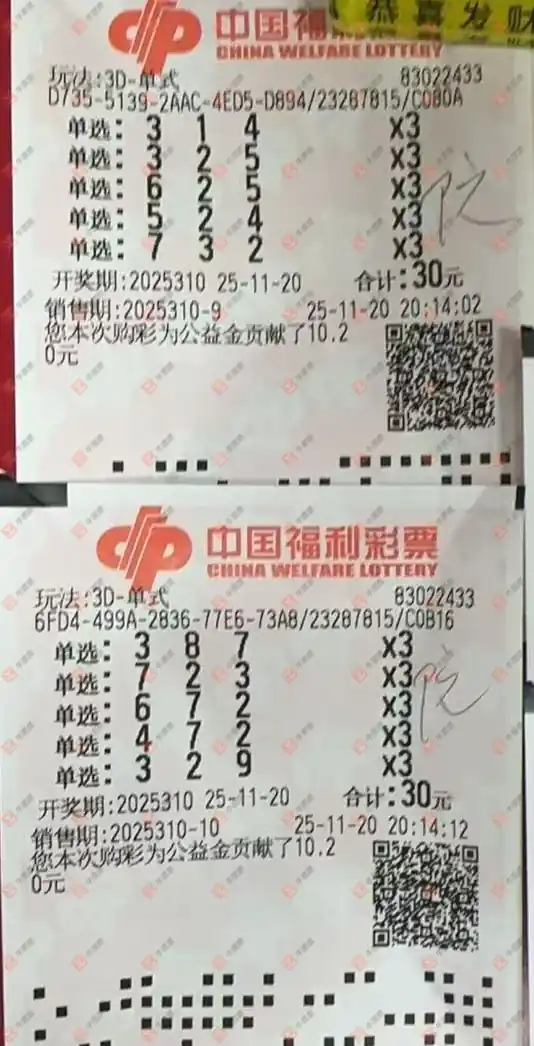 恭喜发财
中国福利彩票
CHINA WELFARE LOTTERY
玩法:3D-单式 83022433
D735-5139-2AAC-4ED5-D894/23287815/C080A
单选: 3 1 4 x3
单选: 3 2 5 x3
单选: 6 2 5 x3
单选: 5 2 4 x3
单选: 7 3 2 x3
开奖期:2025310 25-11-20 合计:30元
销售期:2025310-9 25-11-20 20:14:02
您本次购彩为公益金贡献了10.2
0元
中国福利彩票
CHINA WELFARE LOTTERY
玩法:3D-单式 83022433
6FD4-499A-2836-77E6-73A8/23287815/C0B16
单选: 3 8 7 x3
单选: 7 2 3 x3
单选: 6 7 2 x3
单选: 4 7 2 x3
单选: 3 2 9 x3
开奖期:2025310 25-11-20 合计:30元
销售期:2025310-10 25-11-20 20:14:12
您本次购彩为公益金贡献了10.2
0元